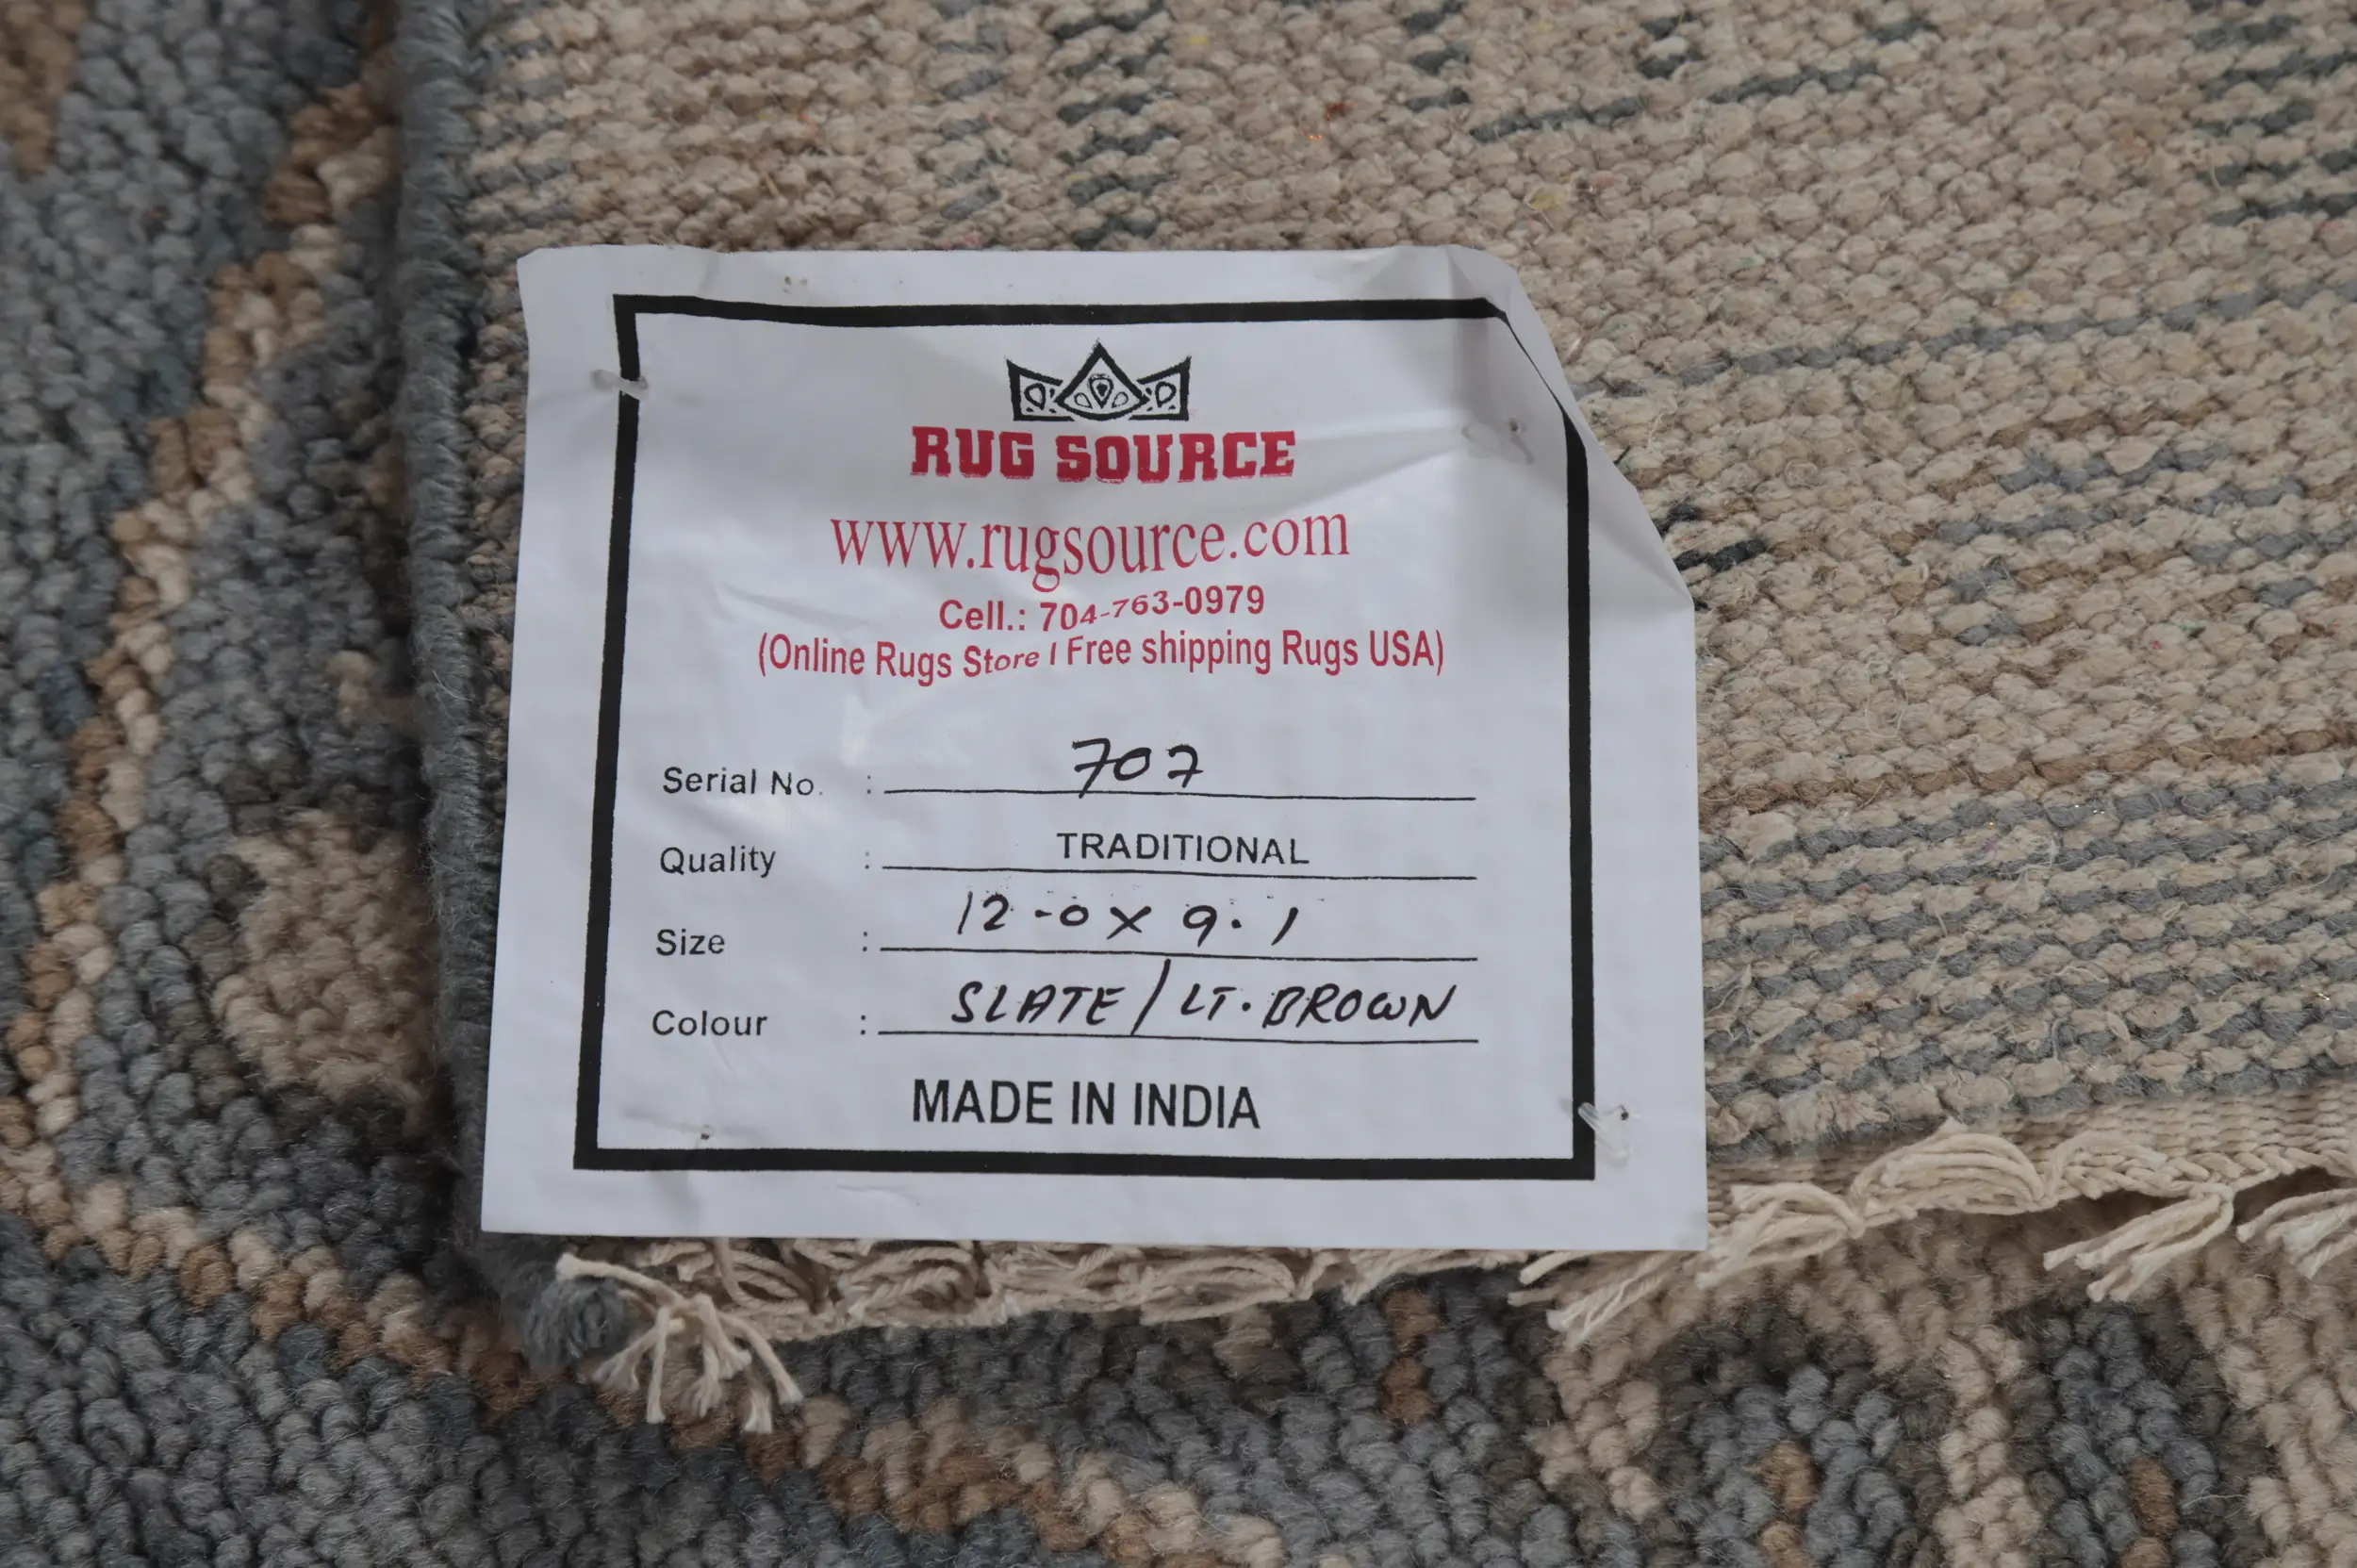 RUG SOURCE
www.rugsource.com
Cell.: 704-763-0979
(Online Rugs Store | Free shipping Rugs USA)
Serial No. : 707
Quality : TRADITIONAL
Size : 12-0 X 9.1
Colour : SLATE / LT. BROWN
MADE IN INDIA